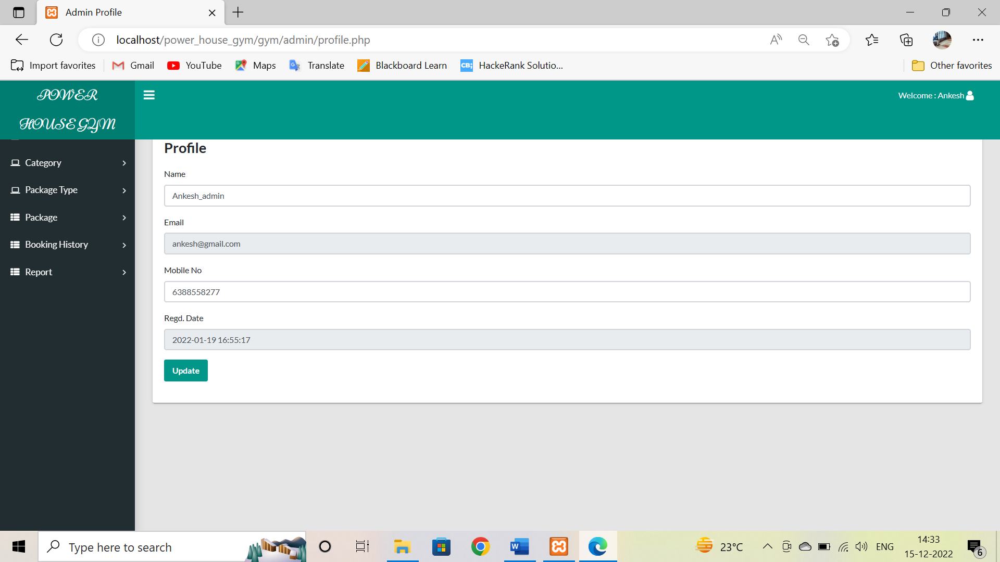 Admin Profile
localhost/power_house_gym/gym/admin/profile.php
Import favorites
Gmail
YouTube
Maps
Translate
Blackboard Learn
CB;
HackeRank Solutio...
Other favorites
POWER
HOUSE GYM
Welcome : Ankesh
Category
Package Type
Package
Booking History
Report
Profile
Name
Ankesh_admin
Email
ankesh@gmail.com
Mobile No
6388558277
Regd. Date
2022-01-19 16:55:17
Update
Type here to search
W
23°C
ENG
14:33
15-12-2022
6